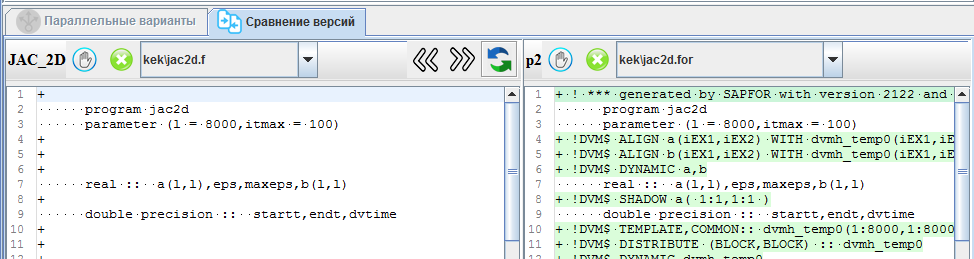 Параллельные варианты Сравнение версий
JAC_2D kek\jac2d.f p2 kek\jac2d.for
1 +
2 program jac2d
3 parameter (l = 8000,itmax = 100)
4 +
5 +
6 +
7 real :: a(l,l),eps,maxeps,b(l,l)
8 +
9 double precision :: startt,endt,dvtime
10 +
11 +
12 +
1 + ! *** generated by SAPFOR with version 2122 and
2 program jac2d
3 parameter (l = 8000,itmax = 100)
4 + !DVM$ ALIGN a(iEX1,iEX2) WITH dvmh_temp0(iEX1,iE
5 + !DVM$ ALIGN b(iEX1,iEX2) WITH dvmh_temp0(iEX1,iE
6 + !DVM$ DYNAMIC a,b
7 real :: a(l,l),eps,maxeps,b(l,l)
8 + !DVM$ SHADOW a( 1:1,1:1 )
9 double precision :: startt,endt,dvtime
10 + !DVM$ TEMPLATE,COMMON:: dvmh_temp0(1:8000,1:8000
11 + !DVM$ DISTRIBUTE (BLOCK,BLOCK) :: dvmh_temp0
12 + !DVM$ DYNAMIC dvmh_temp0